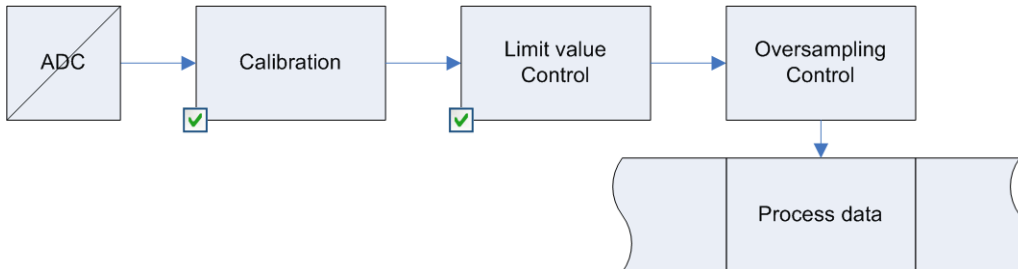 ADC
Calibration
Limit value
Control
Oversampling
Control
Process data